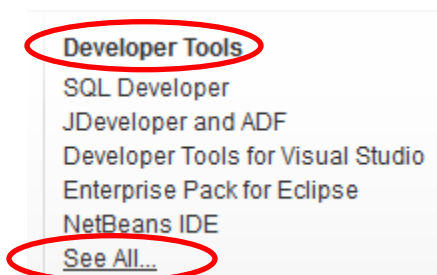 Developer Tools
SQL Developer
JDeveloper and ADF
Developer Tools for Visual Studio
Enterprise Pack for Eclipse
NetBeans IDE
See All...